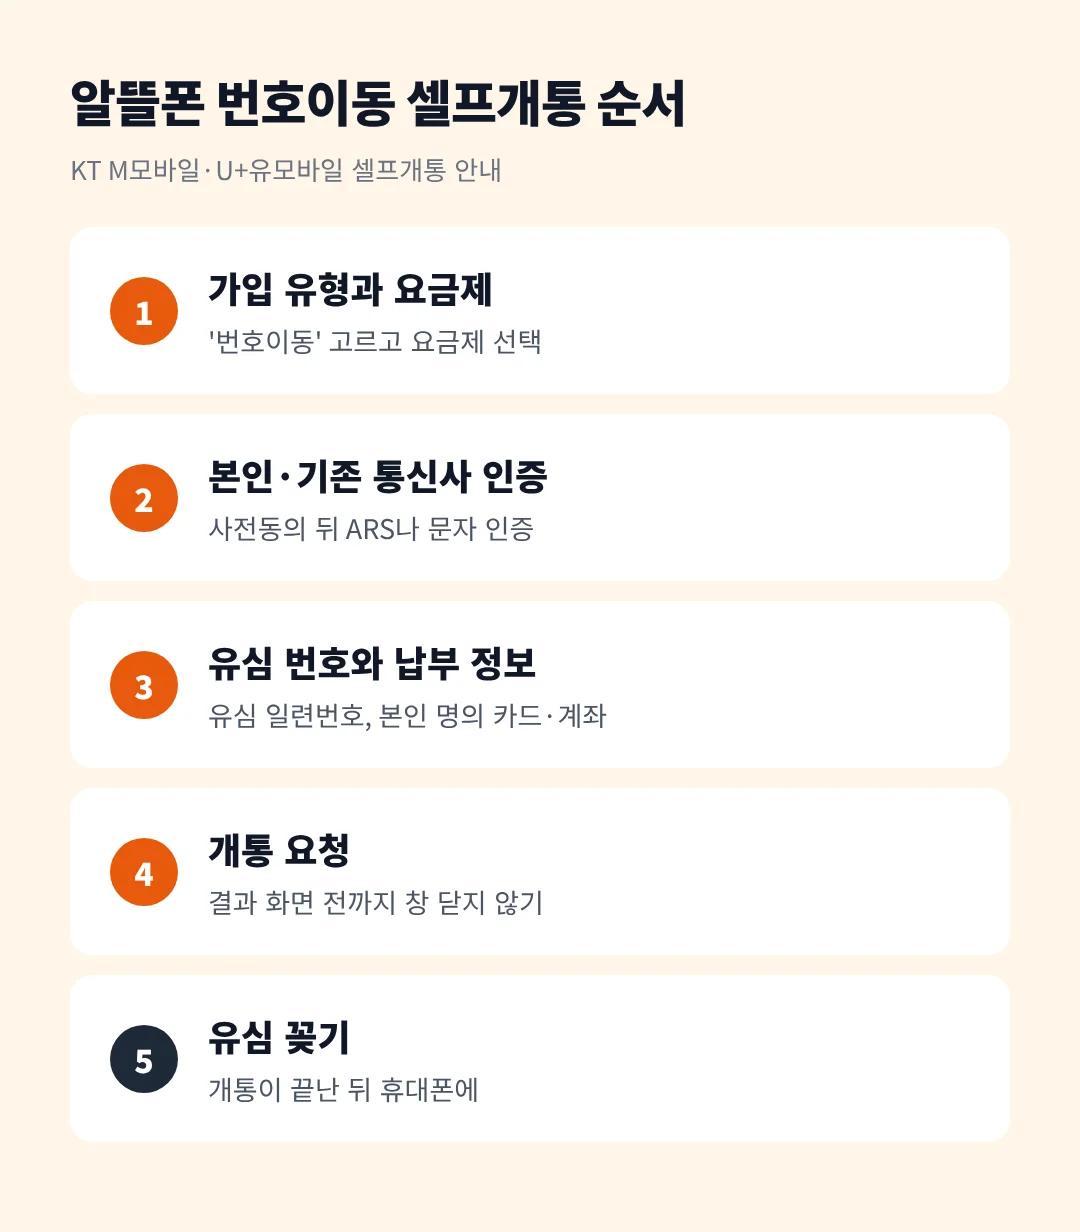 알뜰폰 번호이동 셀프개통 순서
KT M모바일·U+유모바일 셀프개통 안내
1
가입 유형과 요금제
'번호이동' 고르고 요금제 선택
2
본인·기존 통신사 인증
사전동의 뒤 ARS나 문자 인증
3
유심 번호와 납부 정보
유심 일련번호, 본인 명의 카드·계좌
4
개통 요청
결과 화면 전까지 창 닫지 않기
5
유심 꽂기
개통이 끝난 뒤 휴대폰에